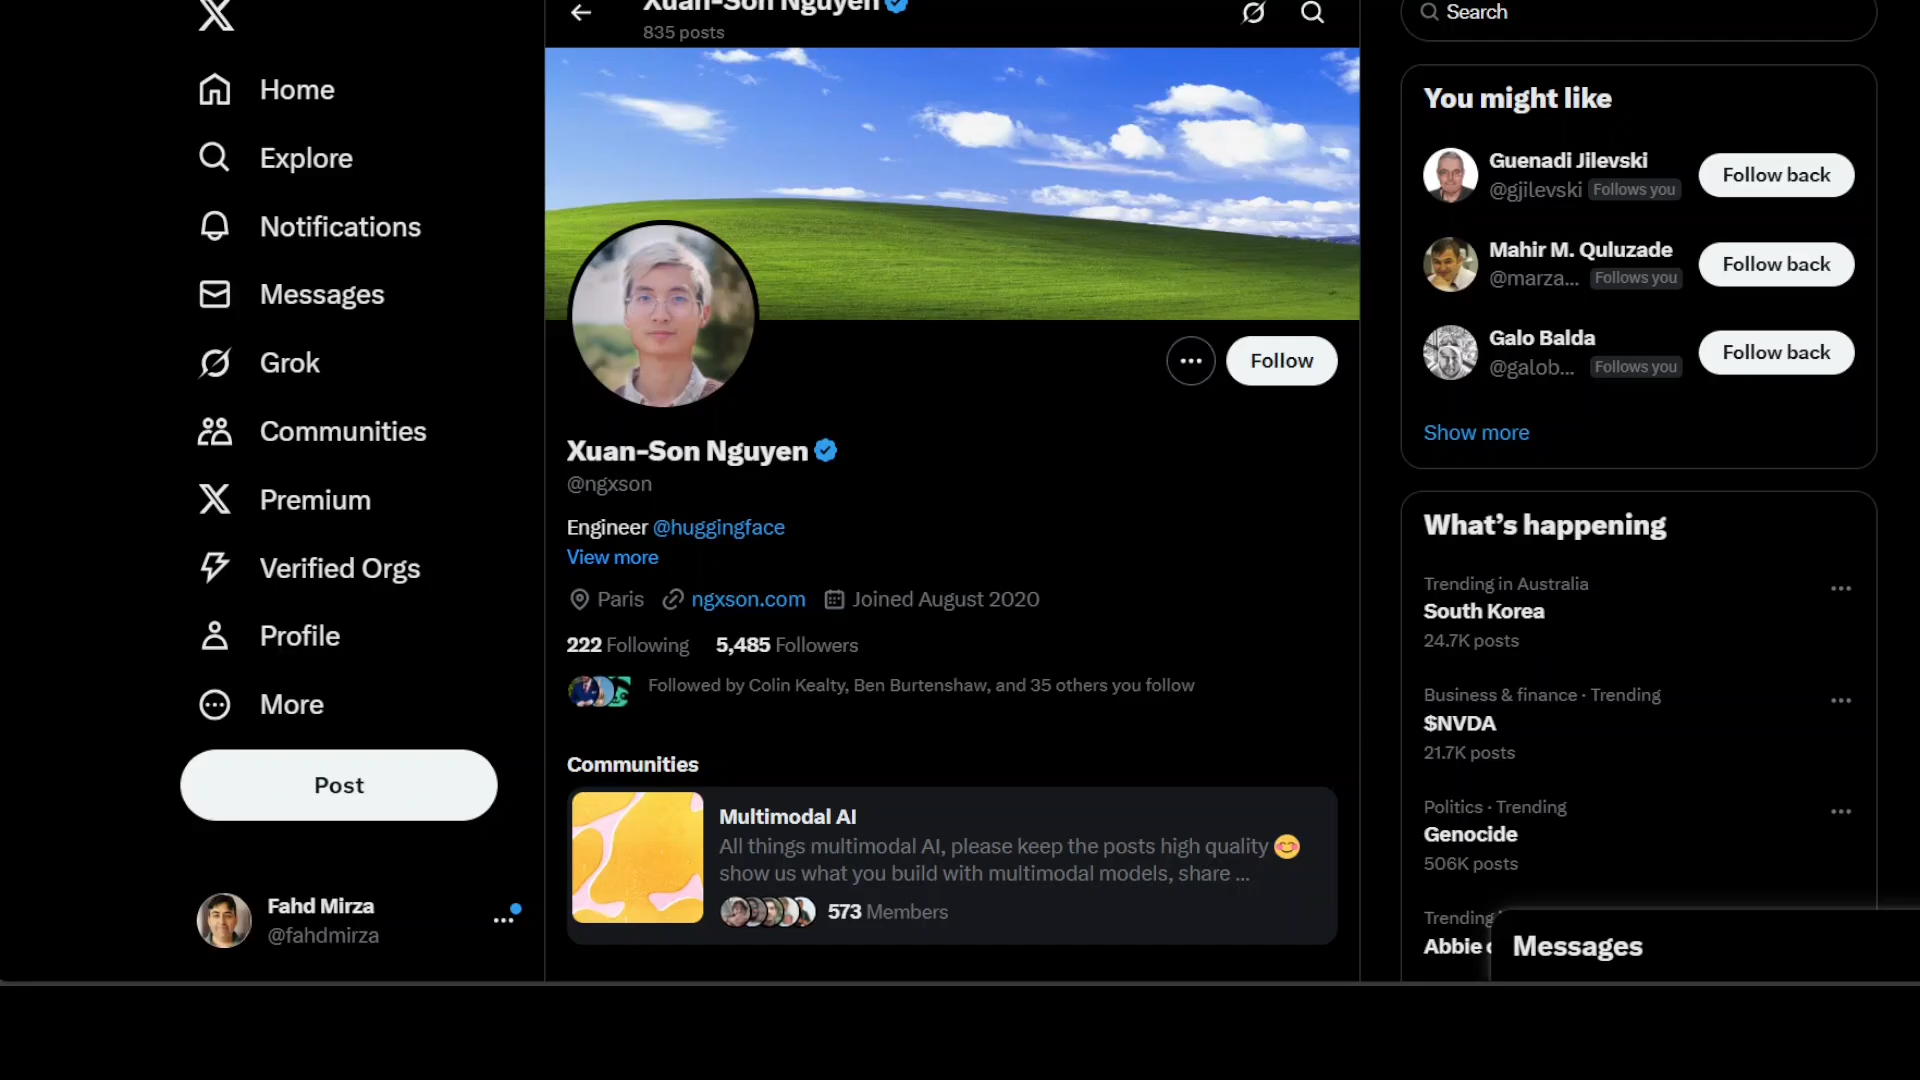 Home
Explore
Notifications
Messages
Grok
Communities
Premium
Verified Orgs
Profile
More
Post
Fahd Mirza
@fahdmirza
Xuan-Son Nguyen
835 posts
Follow
Xuan-Son Nguyen
@ngxson
Engineer @huggingface
View more
Paris ngxson.com Joined August 2020
222 Following 5,485 Followers
Followed by Colin Kealty, Ben Burtenshaw, and 35 others you follow
Communities
Multimodal AI
All things multimodal AI, please keep the posts high quality 😊
show us what you build with multimodal models, share ...
573 Members
Search
You might like
Guenadi Jilevski
@gjilevski Follows you
Follow back
Mahir M. Quluzade
@marza... Follows you
Follow back
Galo Balda
@galob... Follows you
Follow back
Show more
What's happening
Trending in Australia
South Korea
24.7K posts
Business & finance · Trending
$NVDA
21.7K posts
Politics · Trending
Genocide
506K posts
Trending
Abbie
Messages